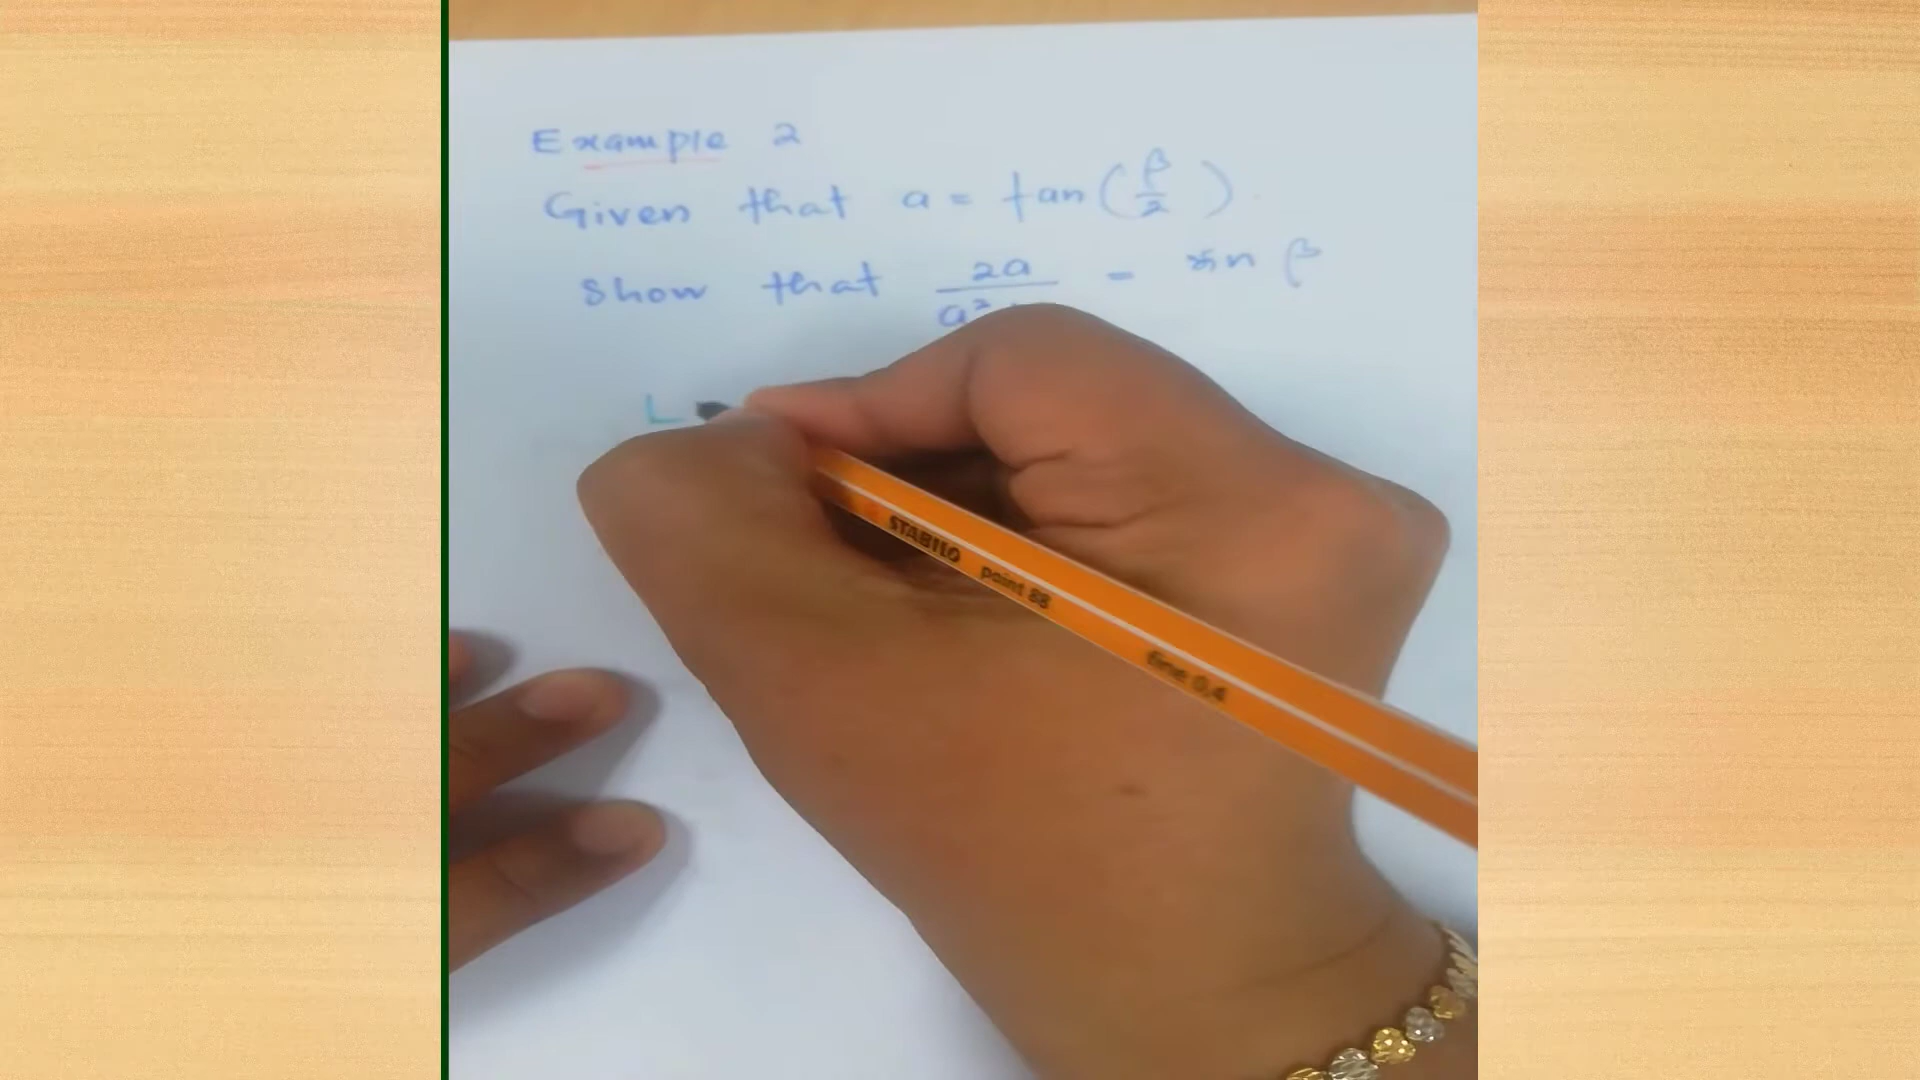 Example 2
Given that a = tan(β/2).
Show that 2a/a² = sin β
L
STABILO point 88 fine 0,4